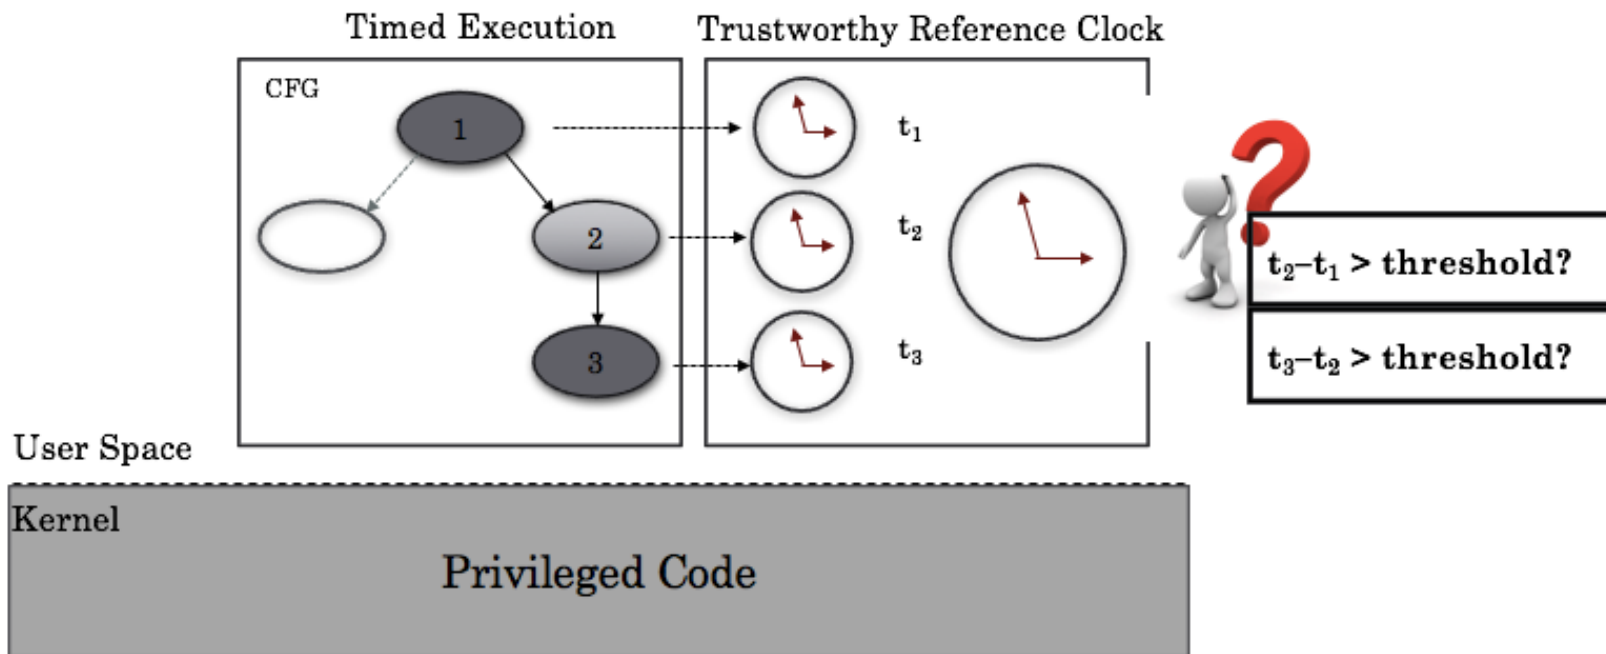 Timed Execution
Trustworthy Reference Clock
CFG
1
t₁
2
t₂
t₂–t₁ > threshold?
3
t₃
t₃–t₂ > threshold?
User Space
Kernel
Privileged Code